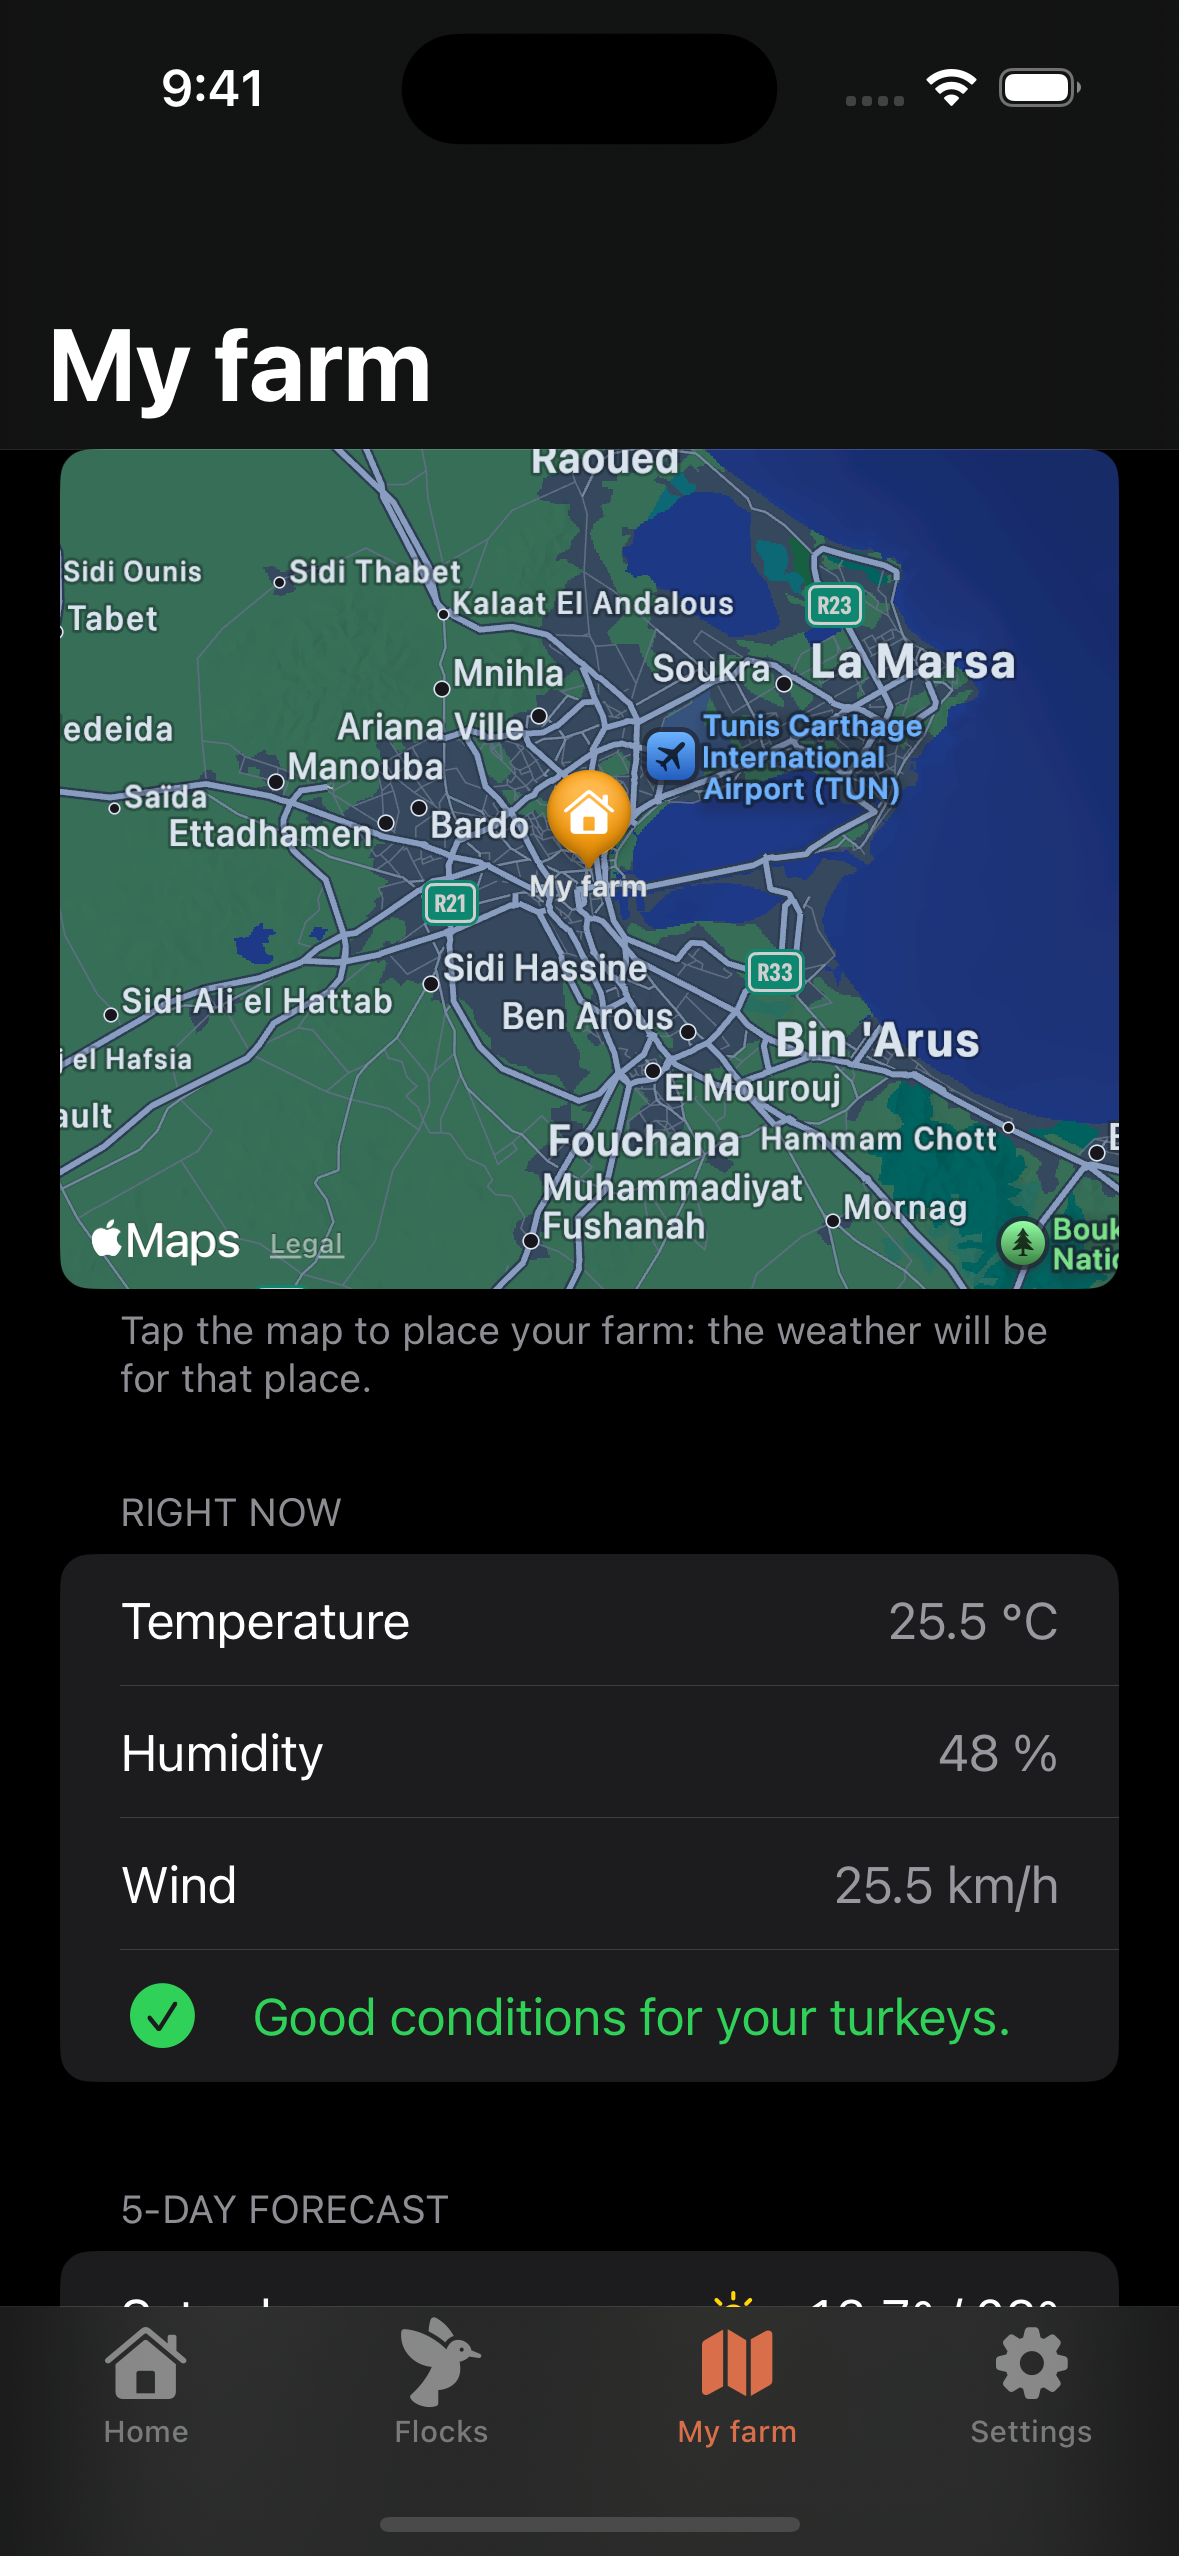 9:41
My farm
Raoued
Sidi Ounis
Sidi Thabet
Tabet
Kalaat El Andalous
R23
Mnihla
Soukra
La Marsa
Ariana Ville
Tunis Carthage
International
Airport (TUN)
edeida
Manouba
Saïda
Ettadhamen
Bardo
My farm
R21
Sidi Hassine
R33
Sidi Ali el Hattab
Ben Arous
Bin 'Arus
j el Hafsia
El Mourouj
ault
Fouchana
Hammam Chott
Muhammadiyat
Fushanah
Mornag
Bouk
Natio
Maps
Legal
Tap the map to place your farm: the weather will be
for that place.
RIGHT NOW
Temperature
25.5 °C
Humidity
48 %
Wind
25.5 km/h
Good conditions for your turkeys.
5-DAY FORECAST
Home
Flocks
My farm
Settings